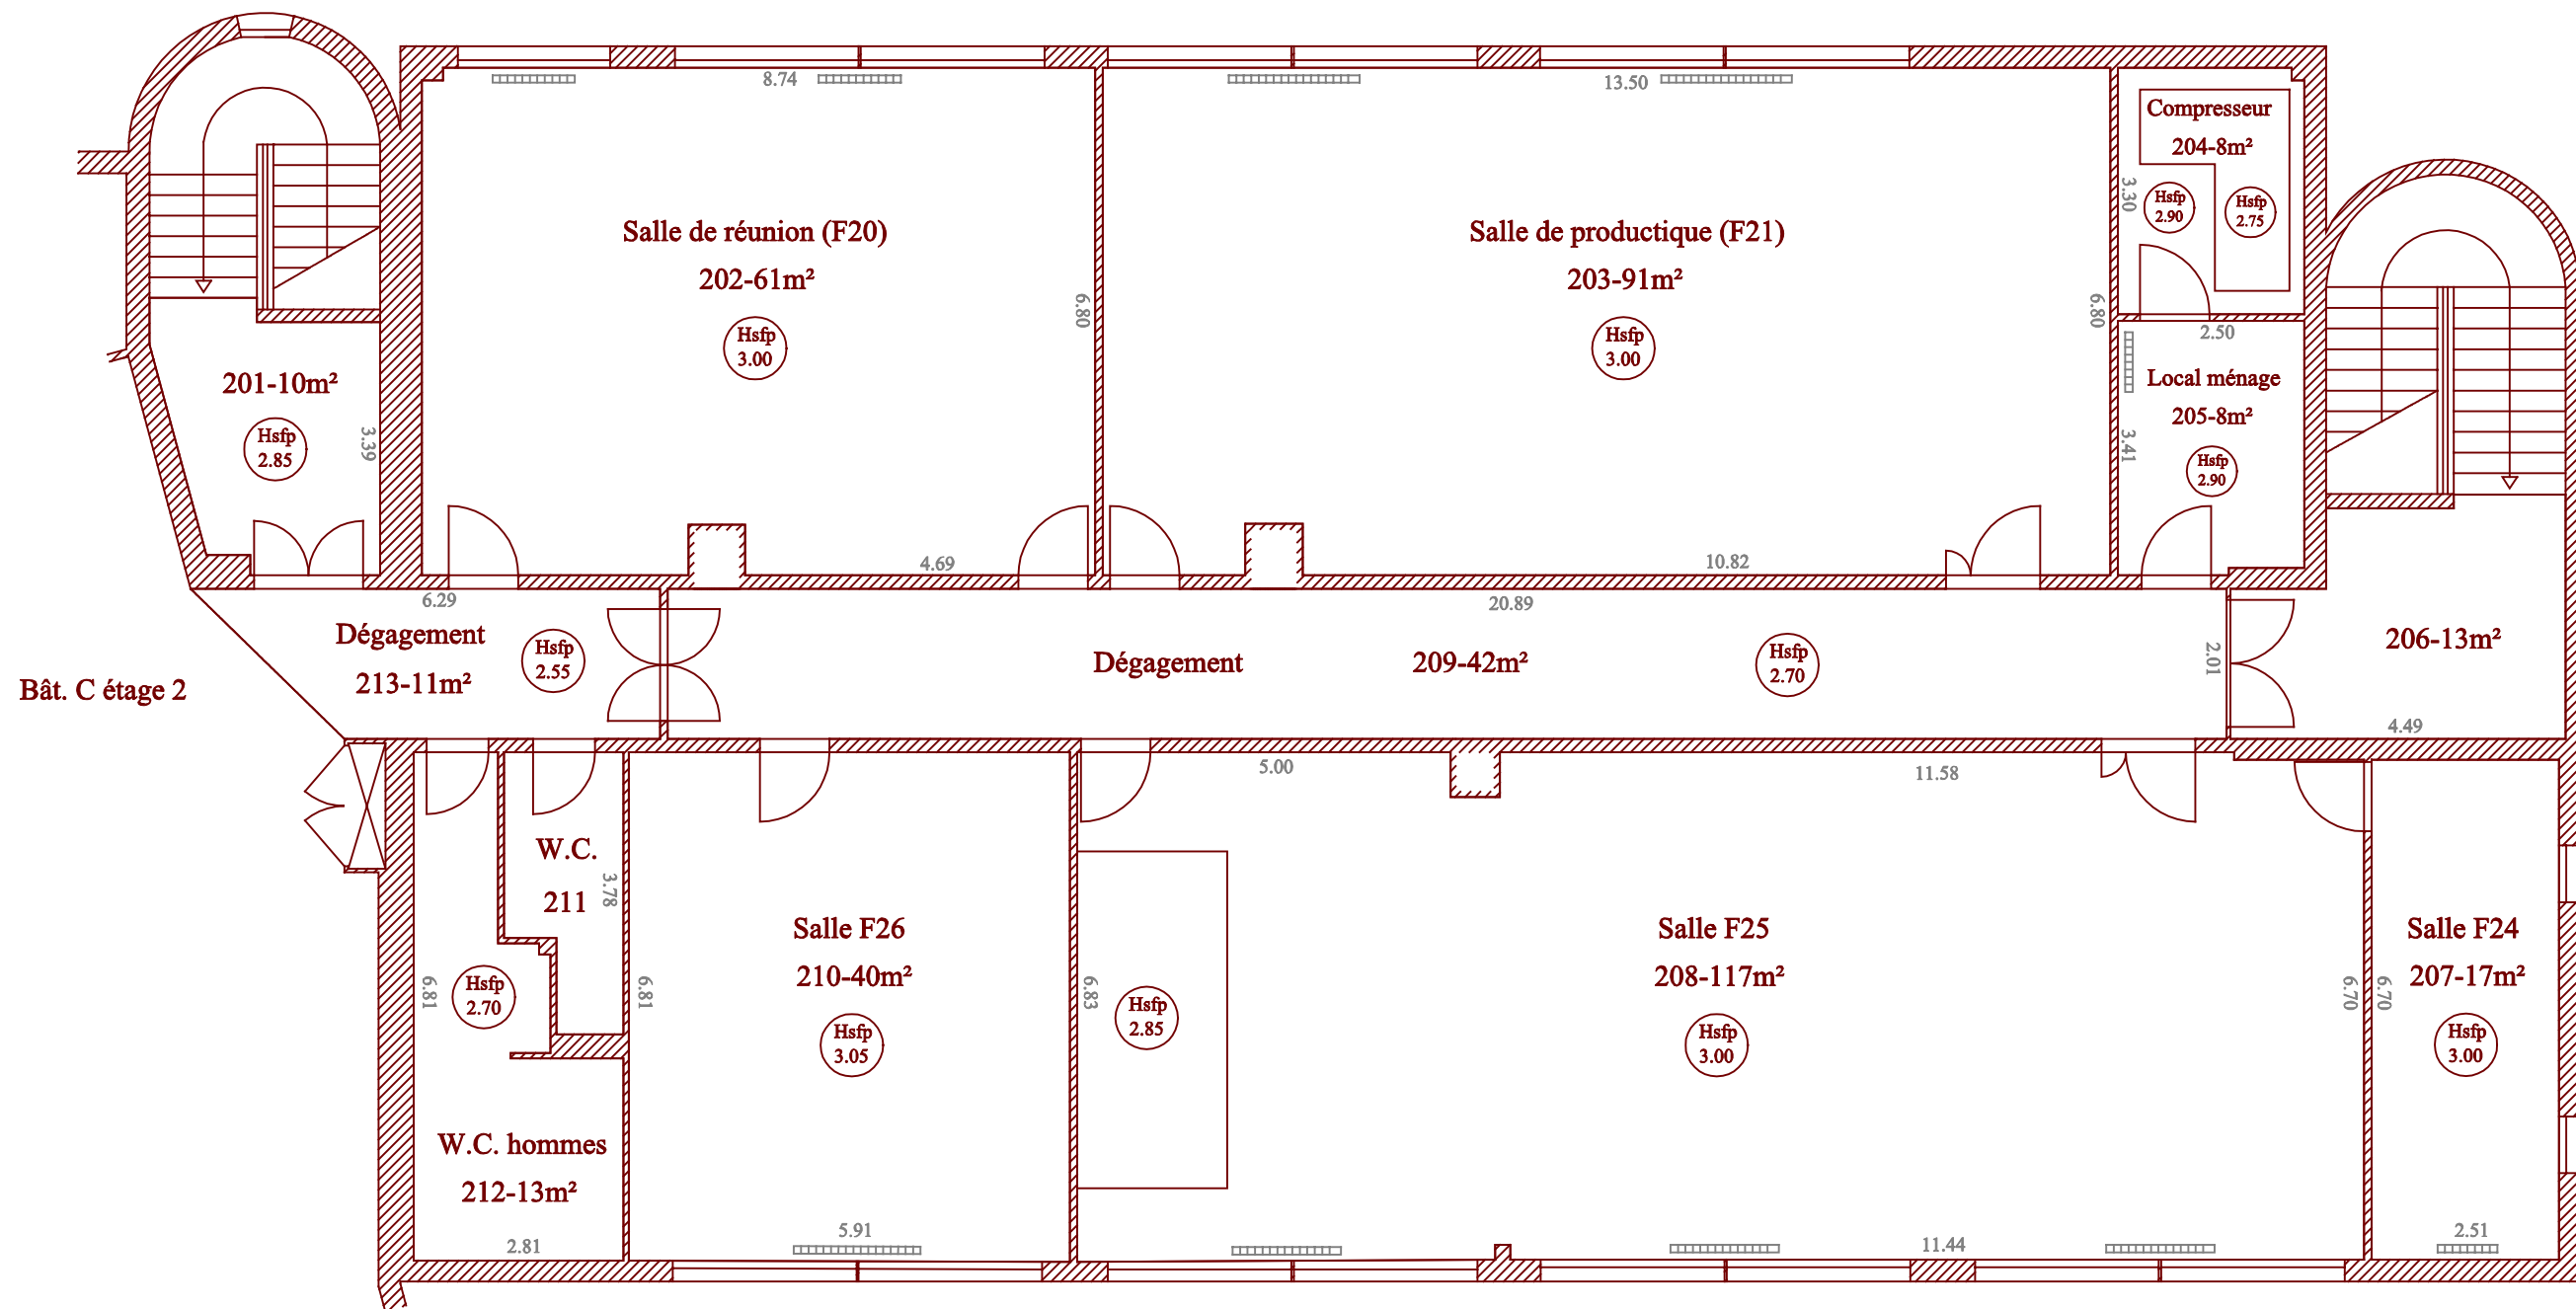 8.74
13.50
Compresseur
204-8m²
3.30
Hsfp
2.90
Hsfp
2.75
Salle de réunion (F20)
202-61m²
Hsfp
3.00
6.80
Salle de productique (F21)
203-91m²
Hsfp
3.00
6.80
2.50
Local ménage
205-8m²
3.41
Hsfp
2.90
201-10m²
Hsfp
2.85
3.39
4.69
10.82
6.29
20.89
Dégagement
213-11m²
Hsfp
2.55
Dégagement
209-42m²
Hsfp
2.70
2.01
206-13m²
4.49
Bât. C étage 2
5.00
11.58
W.C.
211
3.78
6.81
Hsfp
2.70
6.81
Salle F26
210-40m²
Hsfp
3.05
6.83
Hsfp
2.85
Salle F25
208-117m²
Hsfp
3.00
6.70
6.70
Salle F24
207-17m²
Hsfp
3.00
W.C. hommes
212-13m²
2.81
5.91
11.44
2.51